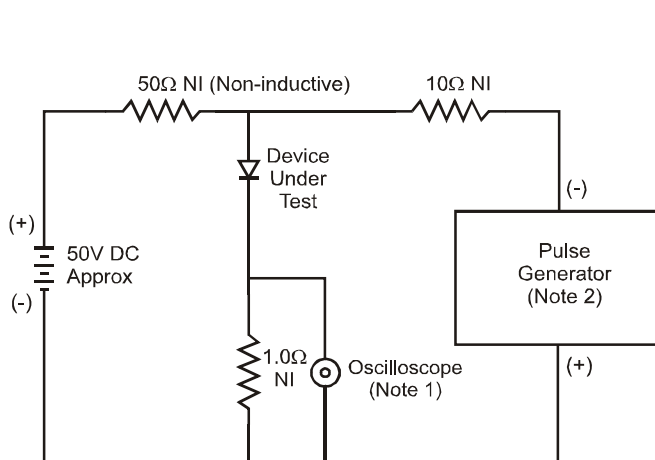 50Ω NI (Non-inductive)
10Ω NI
Device
Under
Test
(-)
(+)
50V DC
Approx
(-)
Pulse
Generator
(Note 2)
1.0Ω
NI
Oscilloscope
(Note 1)
(+)